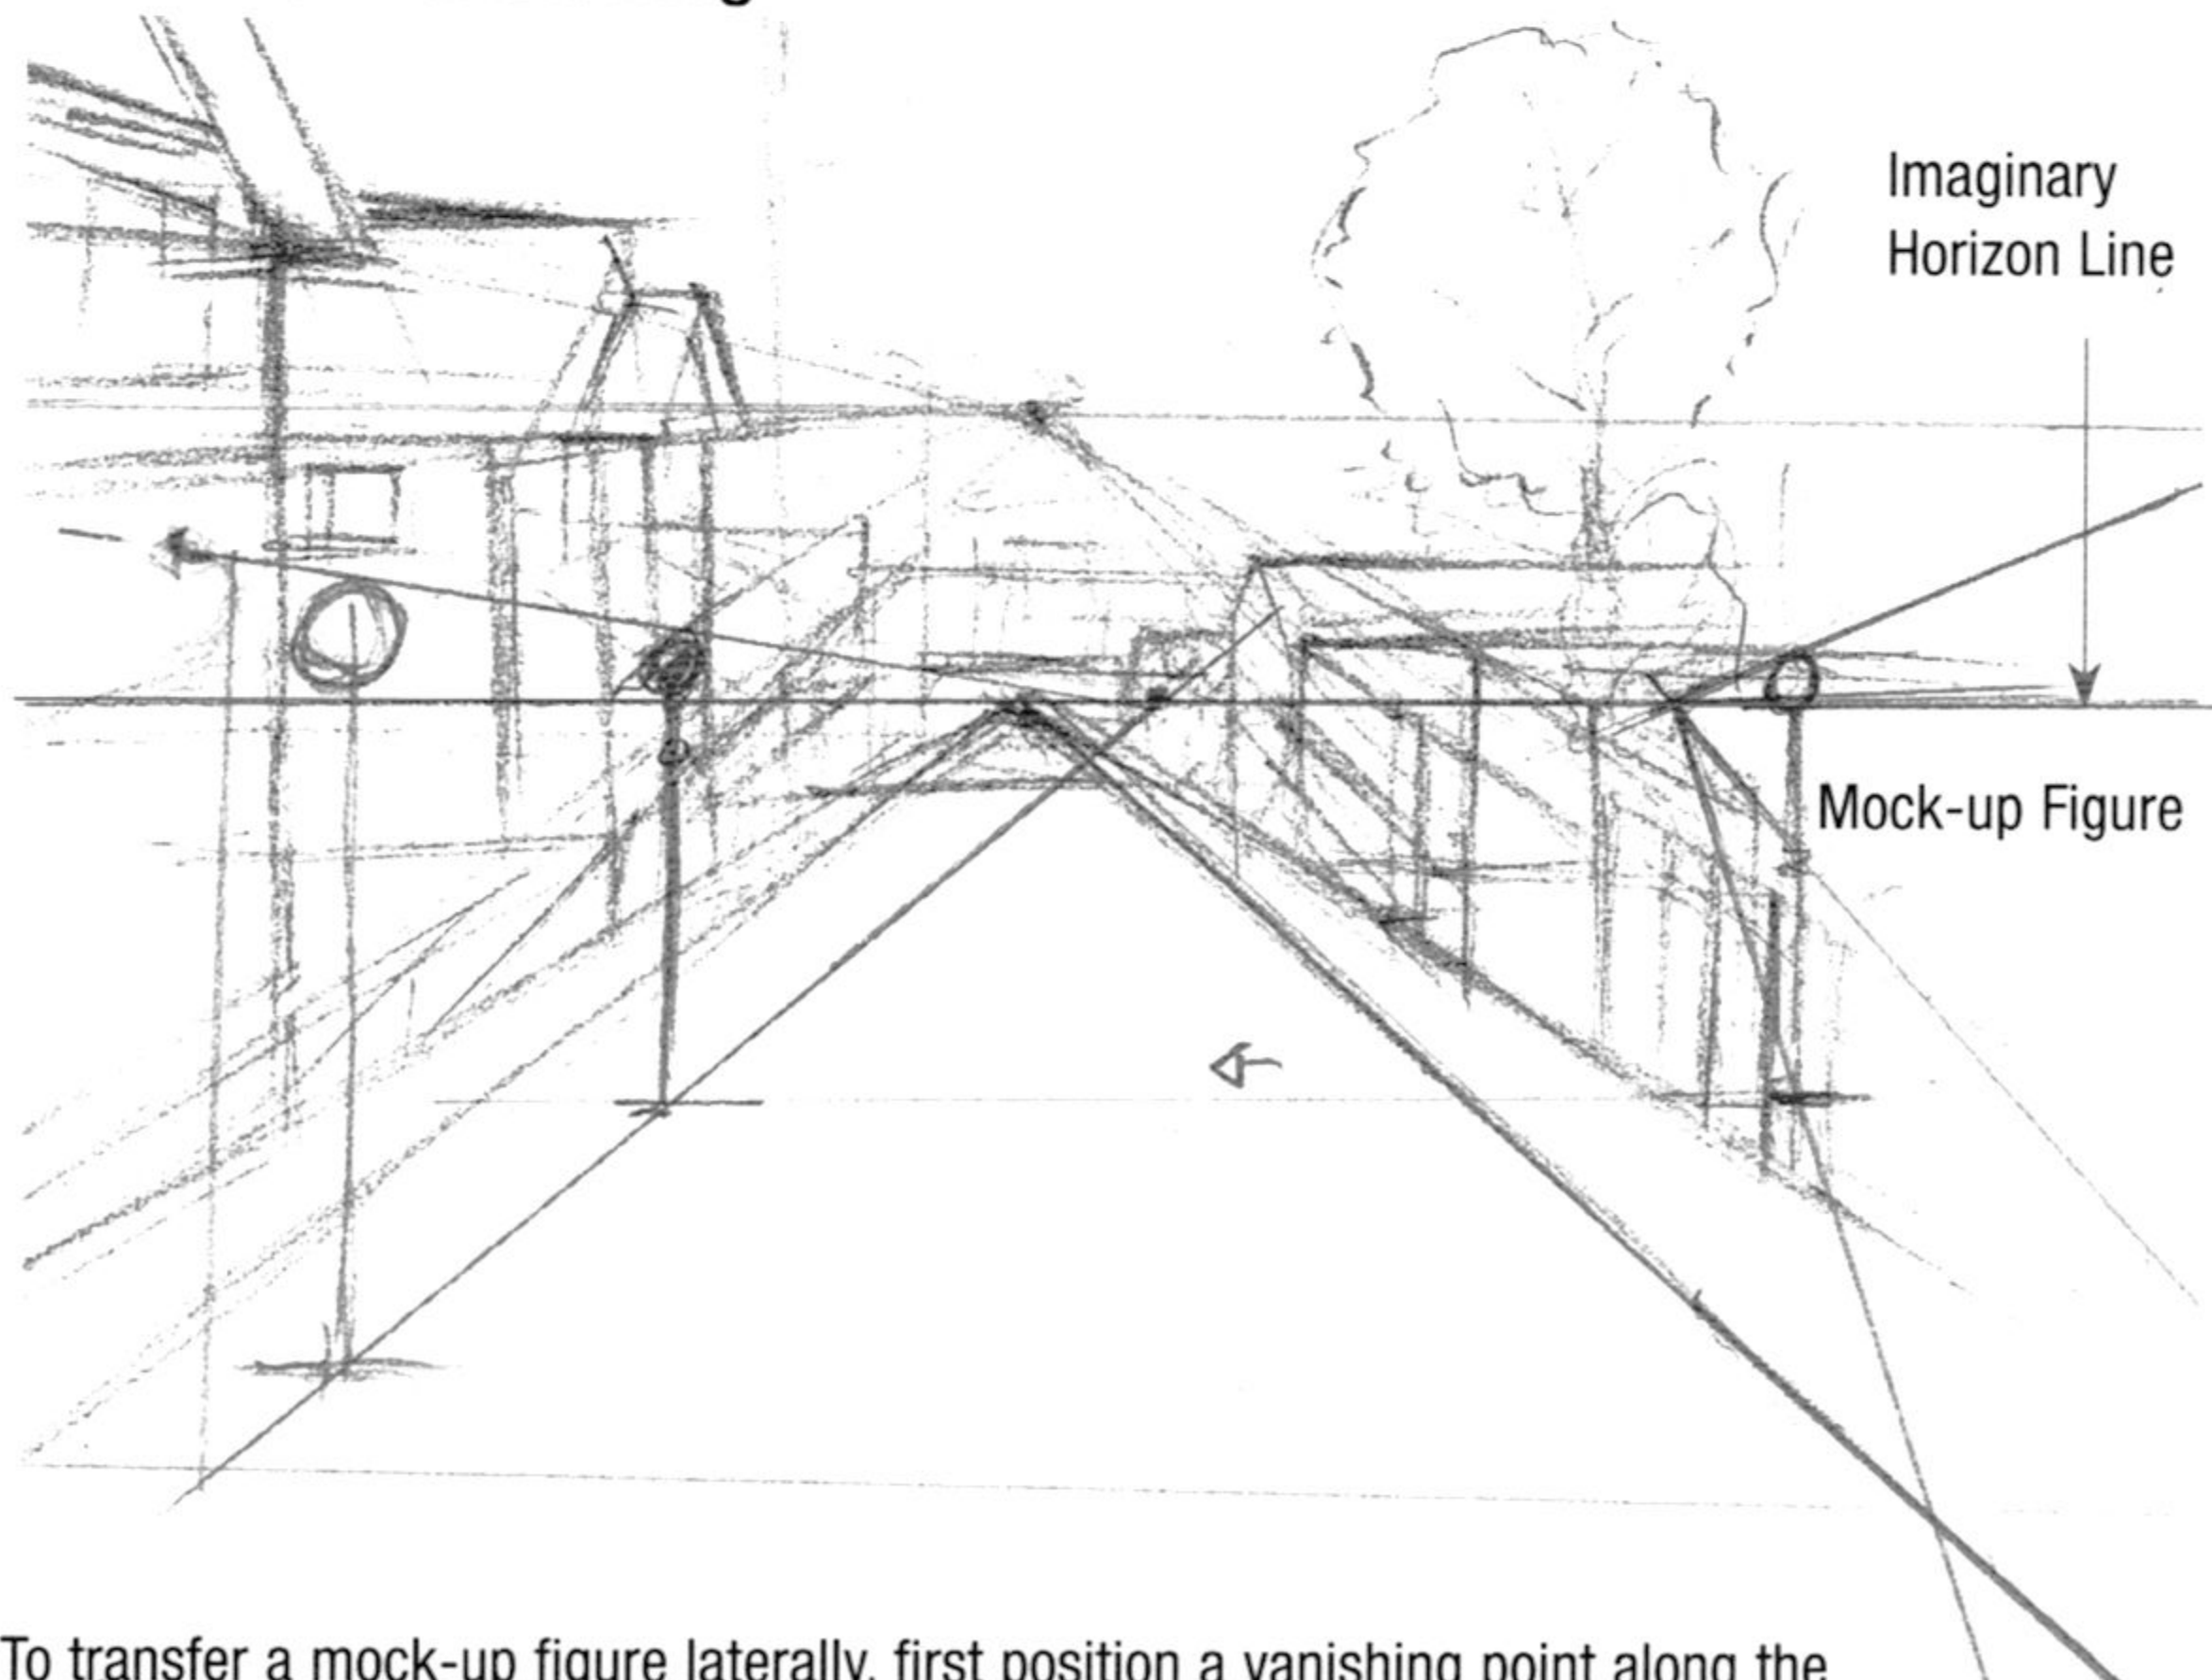 Imaginary
Horizon Line
Mock-up Figure
To transfer a mock-up figure laterally, first position a vanishing point along the